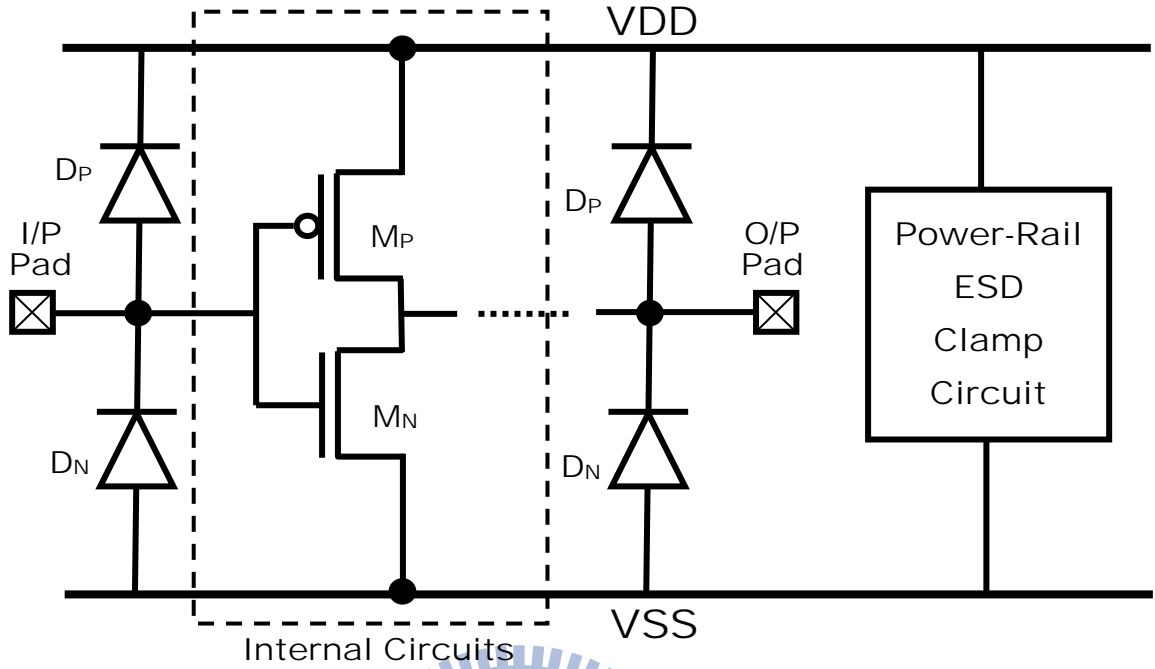 VDD
DP
I/P
Pad
DN
MP
MN
DP
O/P
Pad
DN
Power-Rail
ESD
Clamp
Circuit
VSS
Internal Circuits